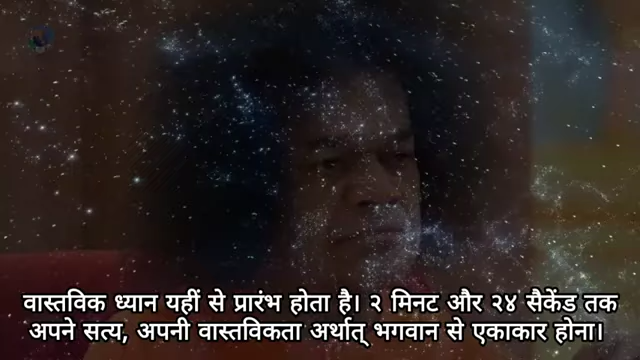 वास्तविक ध्यान यहीं से प्रारंभ होता है। २ मिनट और २४ सैकेंड तक
अपने सत्य, अपनी वास्तविकता अर्थात् भगवान से एकाकार होना।